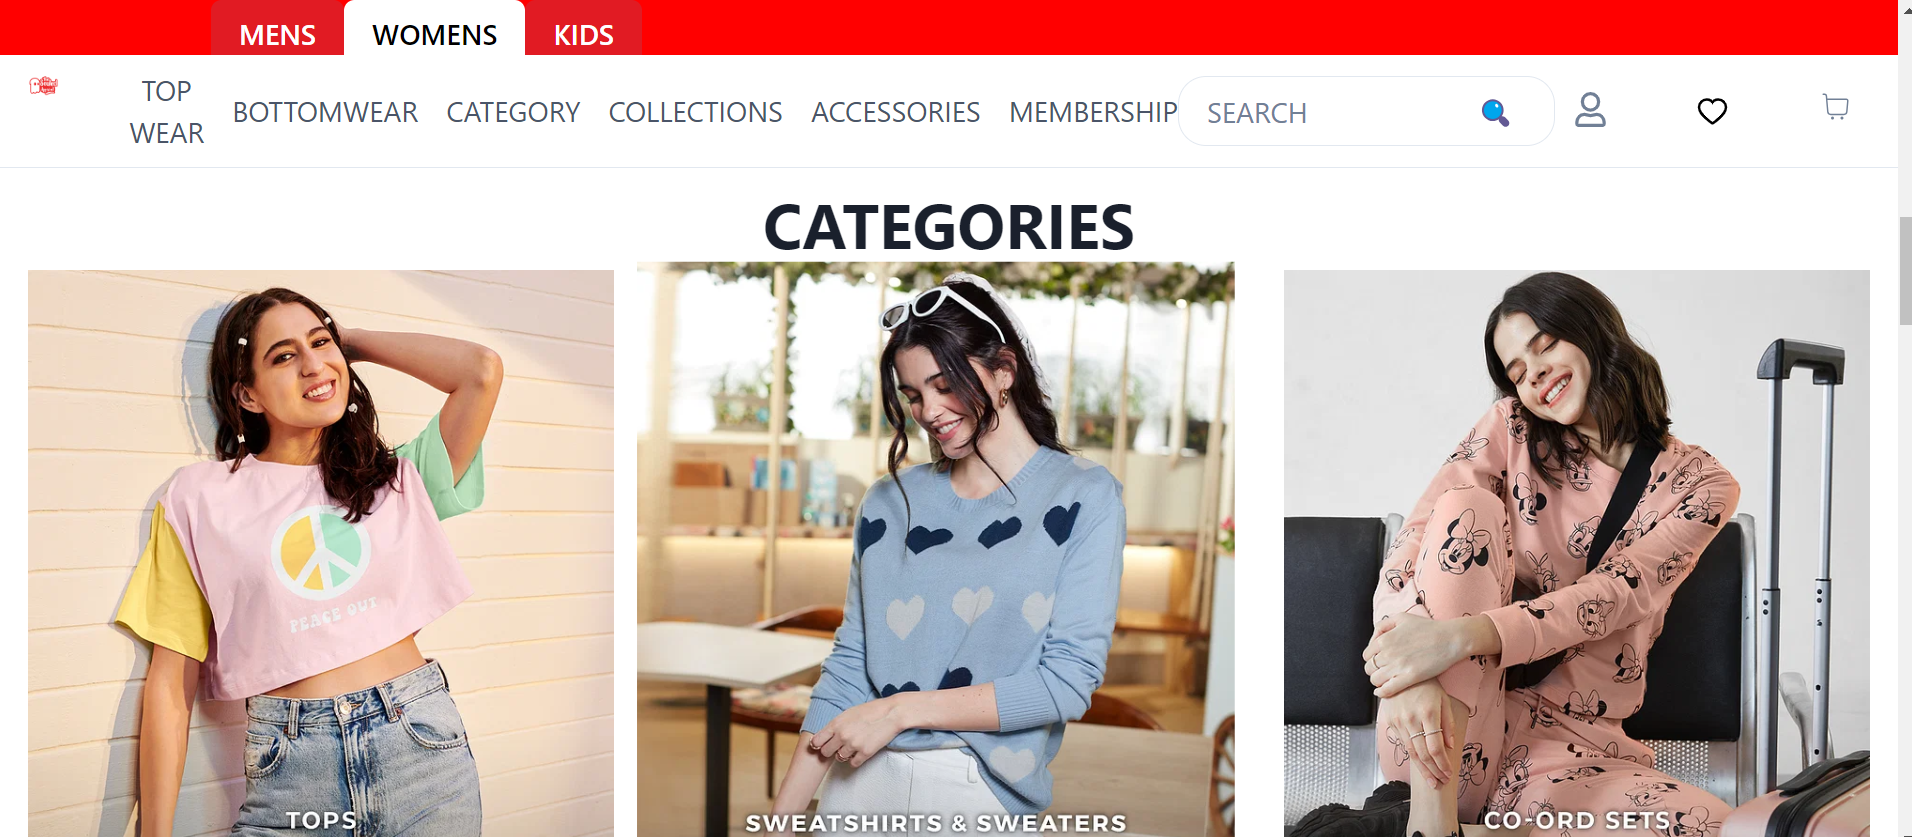 MENS WOMENS KIDS
TOP WEAR BOTTOMWEAR CATEGORY COLLECTIONS ACCESSORIES MEMBERSHIP SEARCH
CATEGORIES
PEACE OUT
TOPS SWEATSHIRTS & SWEATERS CO-ORD SETS